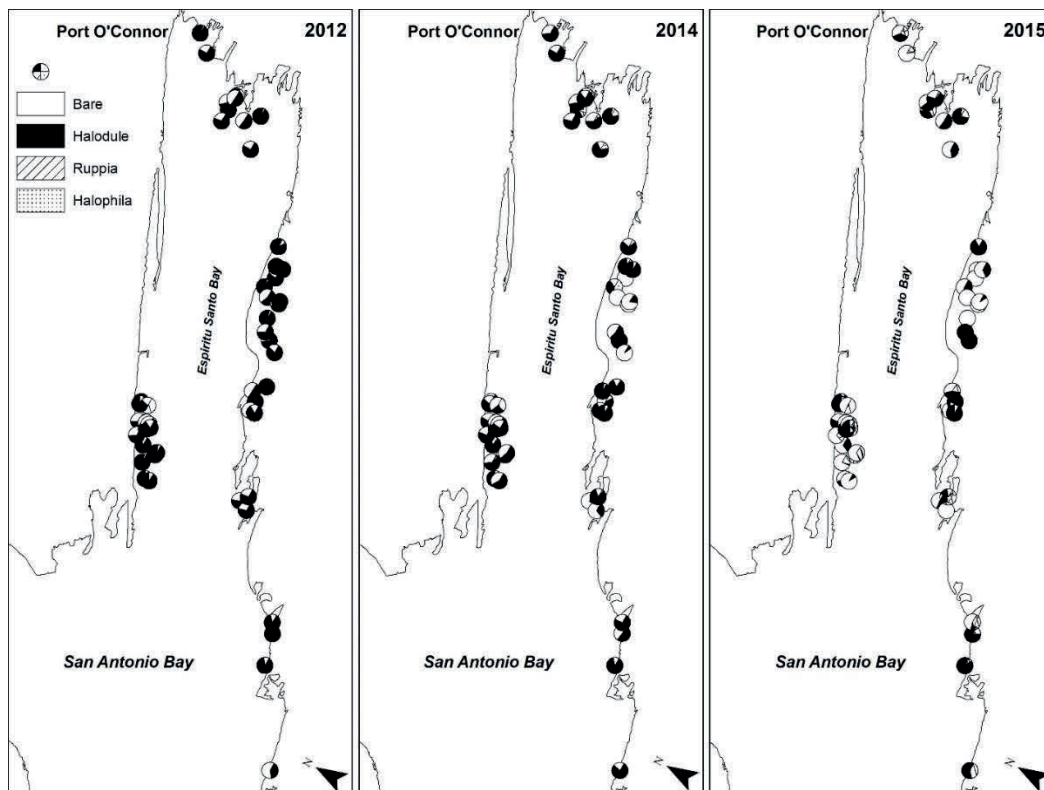 Port O'Connor 2012
Bare
Halodule
Ruppia
Halophila
Espiritu Santo Bay
San Antonio Bay
N
Port O'Connor 2014
Espiritu Santo Bay
San Antonio Bay
N
Port O'Connor 2015
Espiritu Santo Bay
San Antonio Bay
N